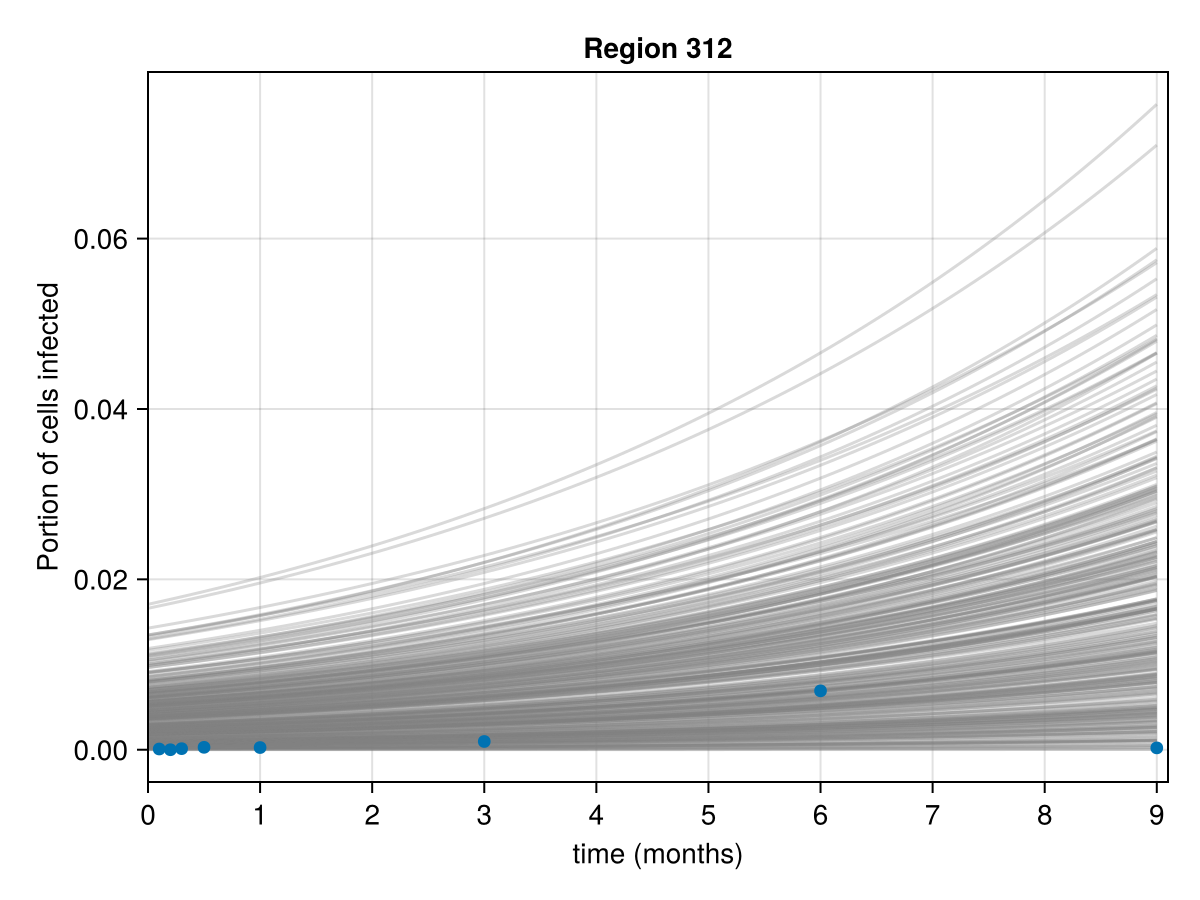 Region 312
Portion of cells infected
0.06
0.04
0.02
0.00
0 1 2 3 4 5 6 7 8 9
time (months)